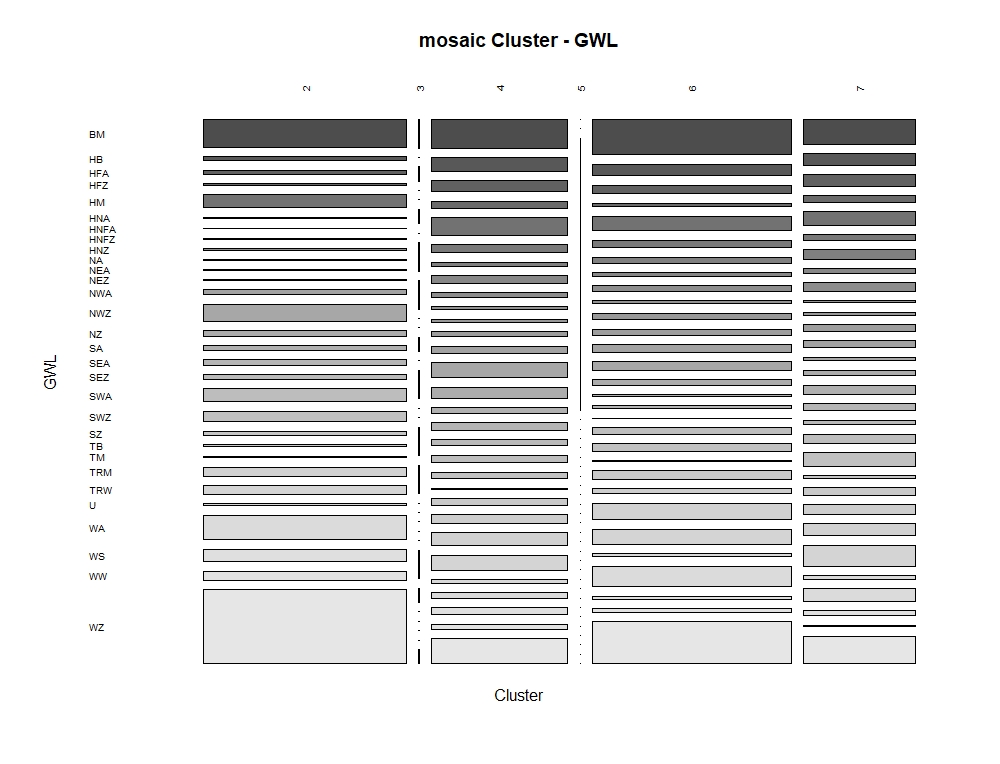 mosaic Cluster - GWL
2 3 4 5 6 7
BM
HB
HFA
HFZ
HM
HNA
HNFA
HNFZ
HNZ
NA
NEA
NEZ
NWA
NWZ
NZ
SA
SEA
SEZ
SWA
SWZ
SZ
TB
TM
TRM
TRW
U
WA
WS
WW
WZ
GWL
Cluster